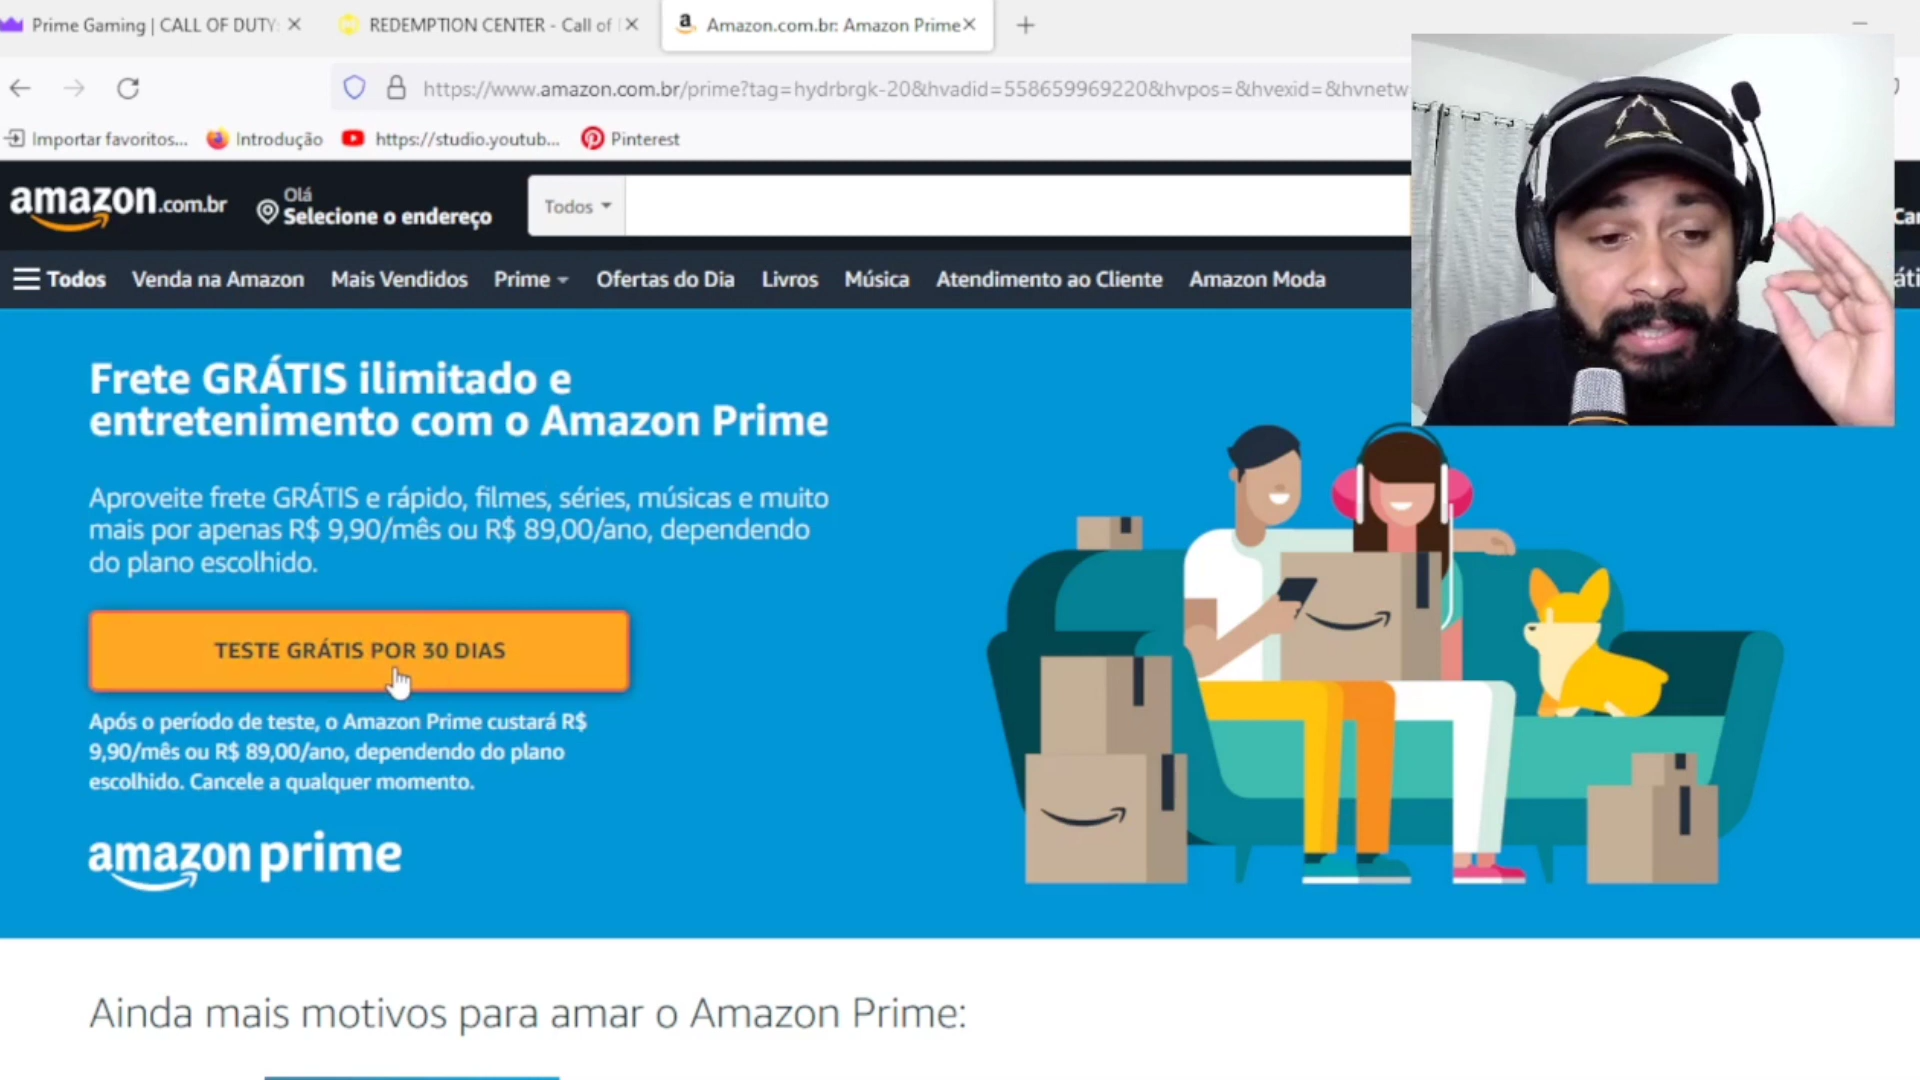 Prime Gaming | CALL OF DUTY:
REDEMPTION CENTER - Call of
Amazon.com.br: Amazon Prime
https://www.amazon.com.br/prime?tag=hydrbrgk-20&hvadid=558659969220&hvpos=&hvexid=&hvnetw
Importar favoritos...
Introdução
https://studio.youtub...
Pinterest
amazon.com.br
Olá
Selecione o endereço
Todos
Todos
Venda na Amazon
Mais Vendidos
Prime
Ofertas do Dia
Livros
Música
Atendimento ao Cliente
Amazon Moda
Frete GRÁTIS ilimitado e
entretenimento com o Amazon Prime
Aproveite frete GRÁTIS e rápido, filmes, séries, músicas e muito
mais por apenas R$ 9,90/mês ou R$ 89,00/ano, dependendo
do plano escolhido.
TESTE GRÁTIS POR 30 DIAS
Após o período de teste, o Amazon Prime custará R$
9,90/mês ou R$ 89,00/ano, dependendo do plano
escolhido. Cancele a qualquer momento.
amazon prime
Ainda mais motivos para amar o Amazon Prime: